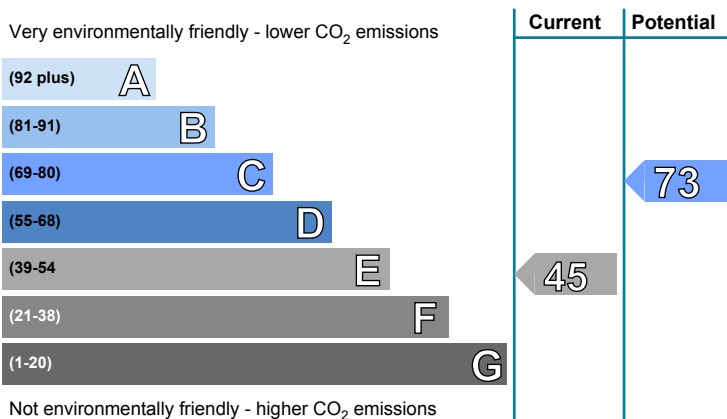 Current Potential
Very environmentally friendly - lower CO2 emissions
(92 plus) A
(81-91) B
(69-80) C
73
(55-68) D
(39-54 E
45
(21-38) F
(1-20) G
Not environmentally friendly - higher CO2 emissions